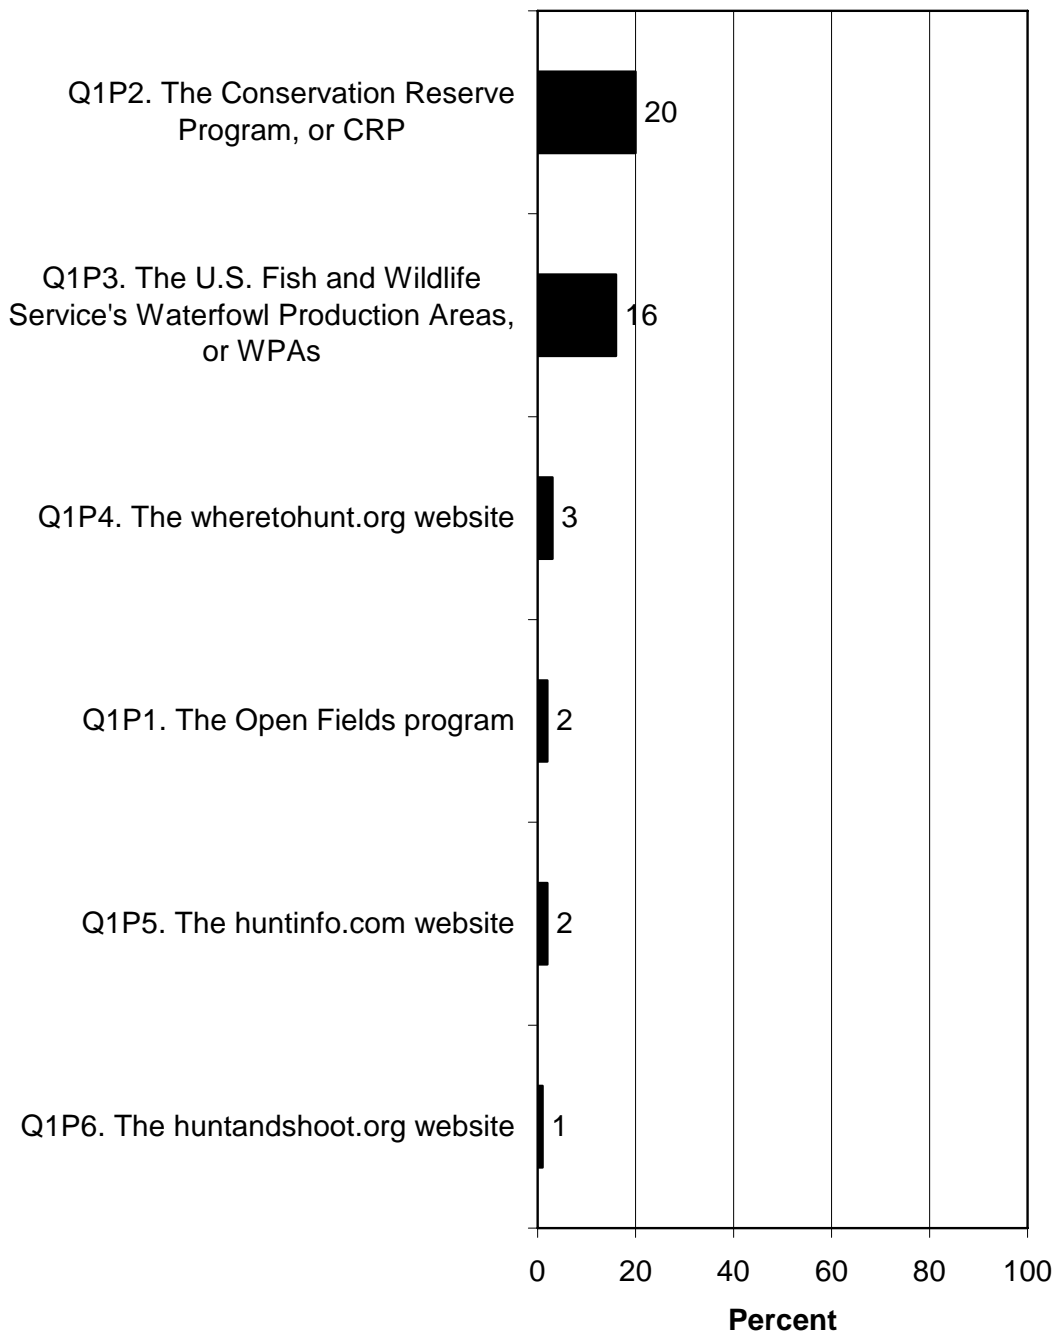 Q1P2. The Conservation Reserve
Program, or CRP
20
Q1P3. The U.S. Fish and Wildlife
Service's Waterfowl Production Areas,
or WPAs
16
Q1P4. The wheretohunt.org website
3
Q1P1. The Open Fields program
2
Q1P5. The huntinfo.com website
2
Q1P6. The huntandshoot.org website
1
0 20 40 60 80 100
Percent